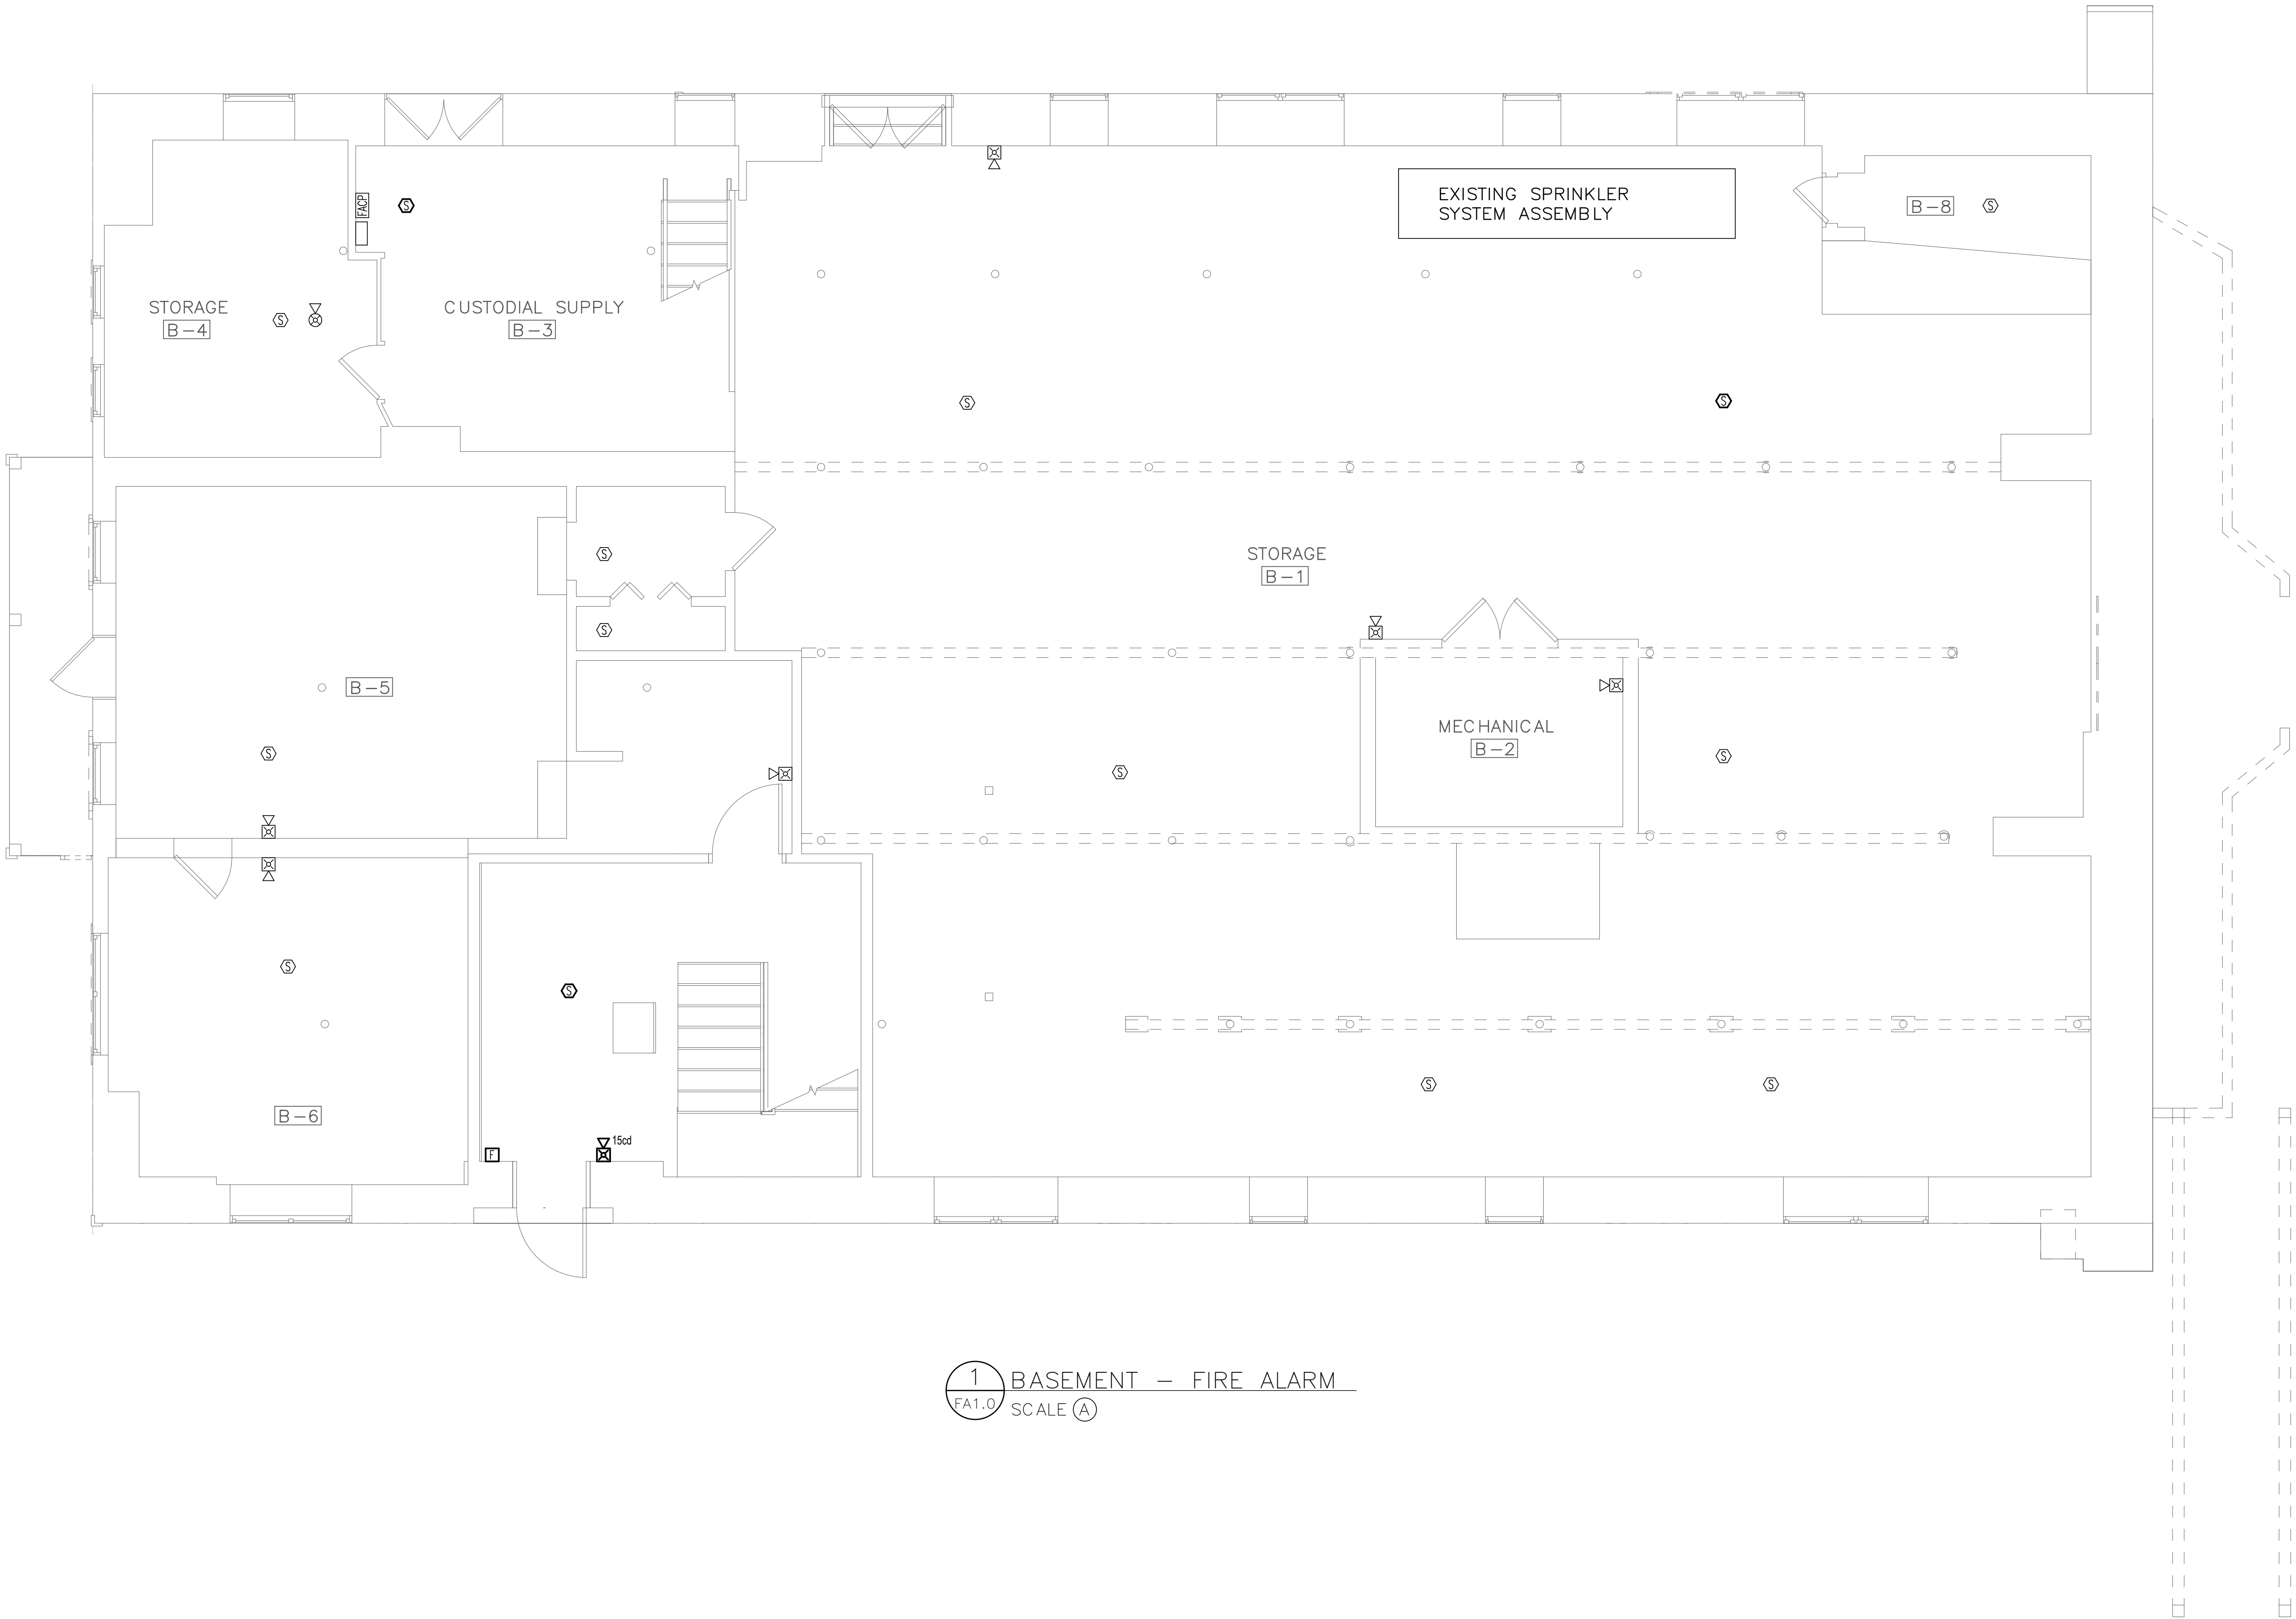 EXISTING SPRINKLER
SYSTEM ASSEMBLY
FACP
S
B-8
S
STORAGE
B-4
S
CUSTODIAL SUPPLY
B-3
S
S
S
STORAGE
B-1
S
B-5
S
MECHANICAL
B-2
S
S
S
S
B-6
F
15cd
S
S
1
FA1.0
BASEMENT - FIRE ALARM
SCALE A